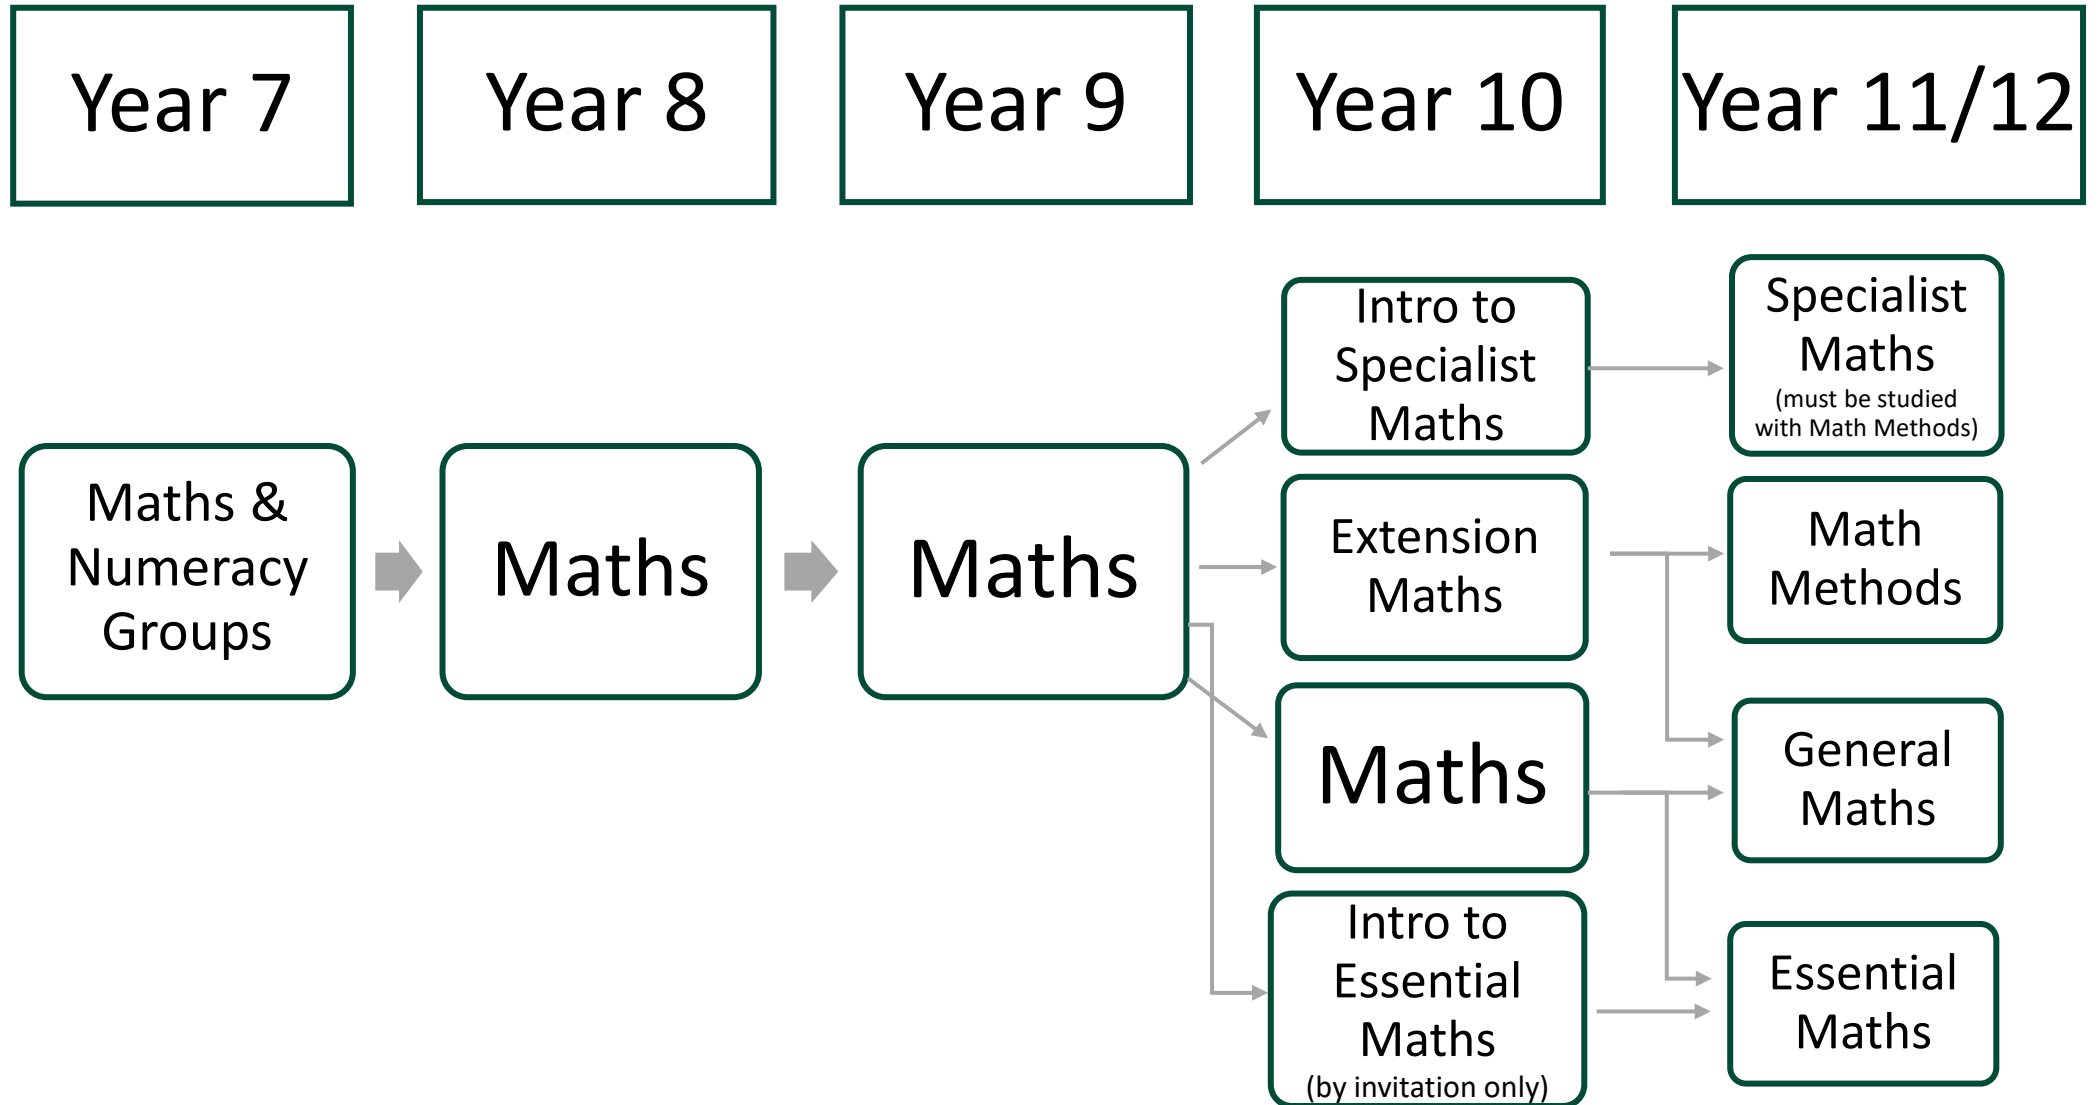 Year 7
Year 8
Year 9
Year 10
Year 11/12
Maths &
Numeracy
Groups
Maths
Maths
Intro to
Specialist
Maths
Extension
Maths
Maths
Intro to
Essential
Maths
(by invitation only)
Specialist
Maths
(must be studied
with Math Methods)
Math
Methods
General
Maths
Essential
Maths